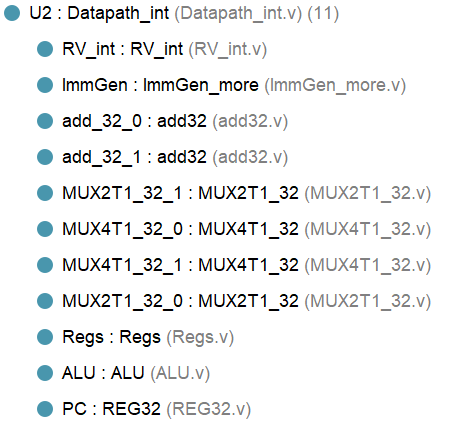 U2 : Datapath_int (Datapath_int.v) (11)
RV_int : RV_int (RV_int.v)
ImmGen : ImmGen_more (ImmGen_more.v)
add_32_0 : add32 (add32.v)
add_32_1 : add32 (add32.v)
MUX2T1_32_1 : MUX2T1_32 (MUX2T1_32.v)
MUX4T1_32_0 : MUX4T1_32 (MUX4T1_32.v)
MUX4T1_32_1 : MUX4T1_32 (MUX4T1_32.v)
MUX2T1_32_0 : MUX2T1_32 (MUX2T1_32.v)
Regs : Regs (Regs.v)
ALU : ALU (ALU.v)
PC : REG32 (REG32.v)